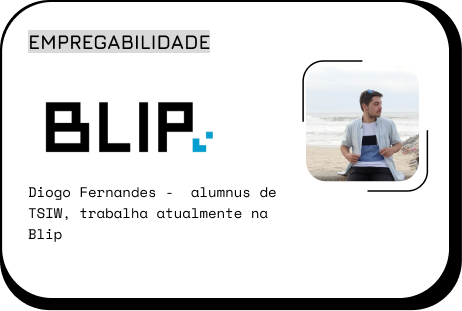 EMPREGABILIDADE
BLIP
Diogo Fernandes - alumnus de
TSIW, trabalha atualmente na
Blip